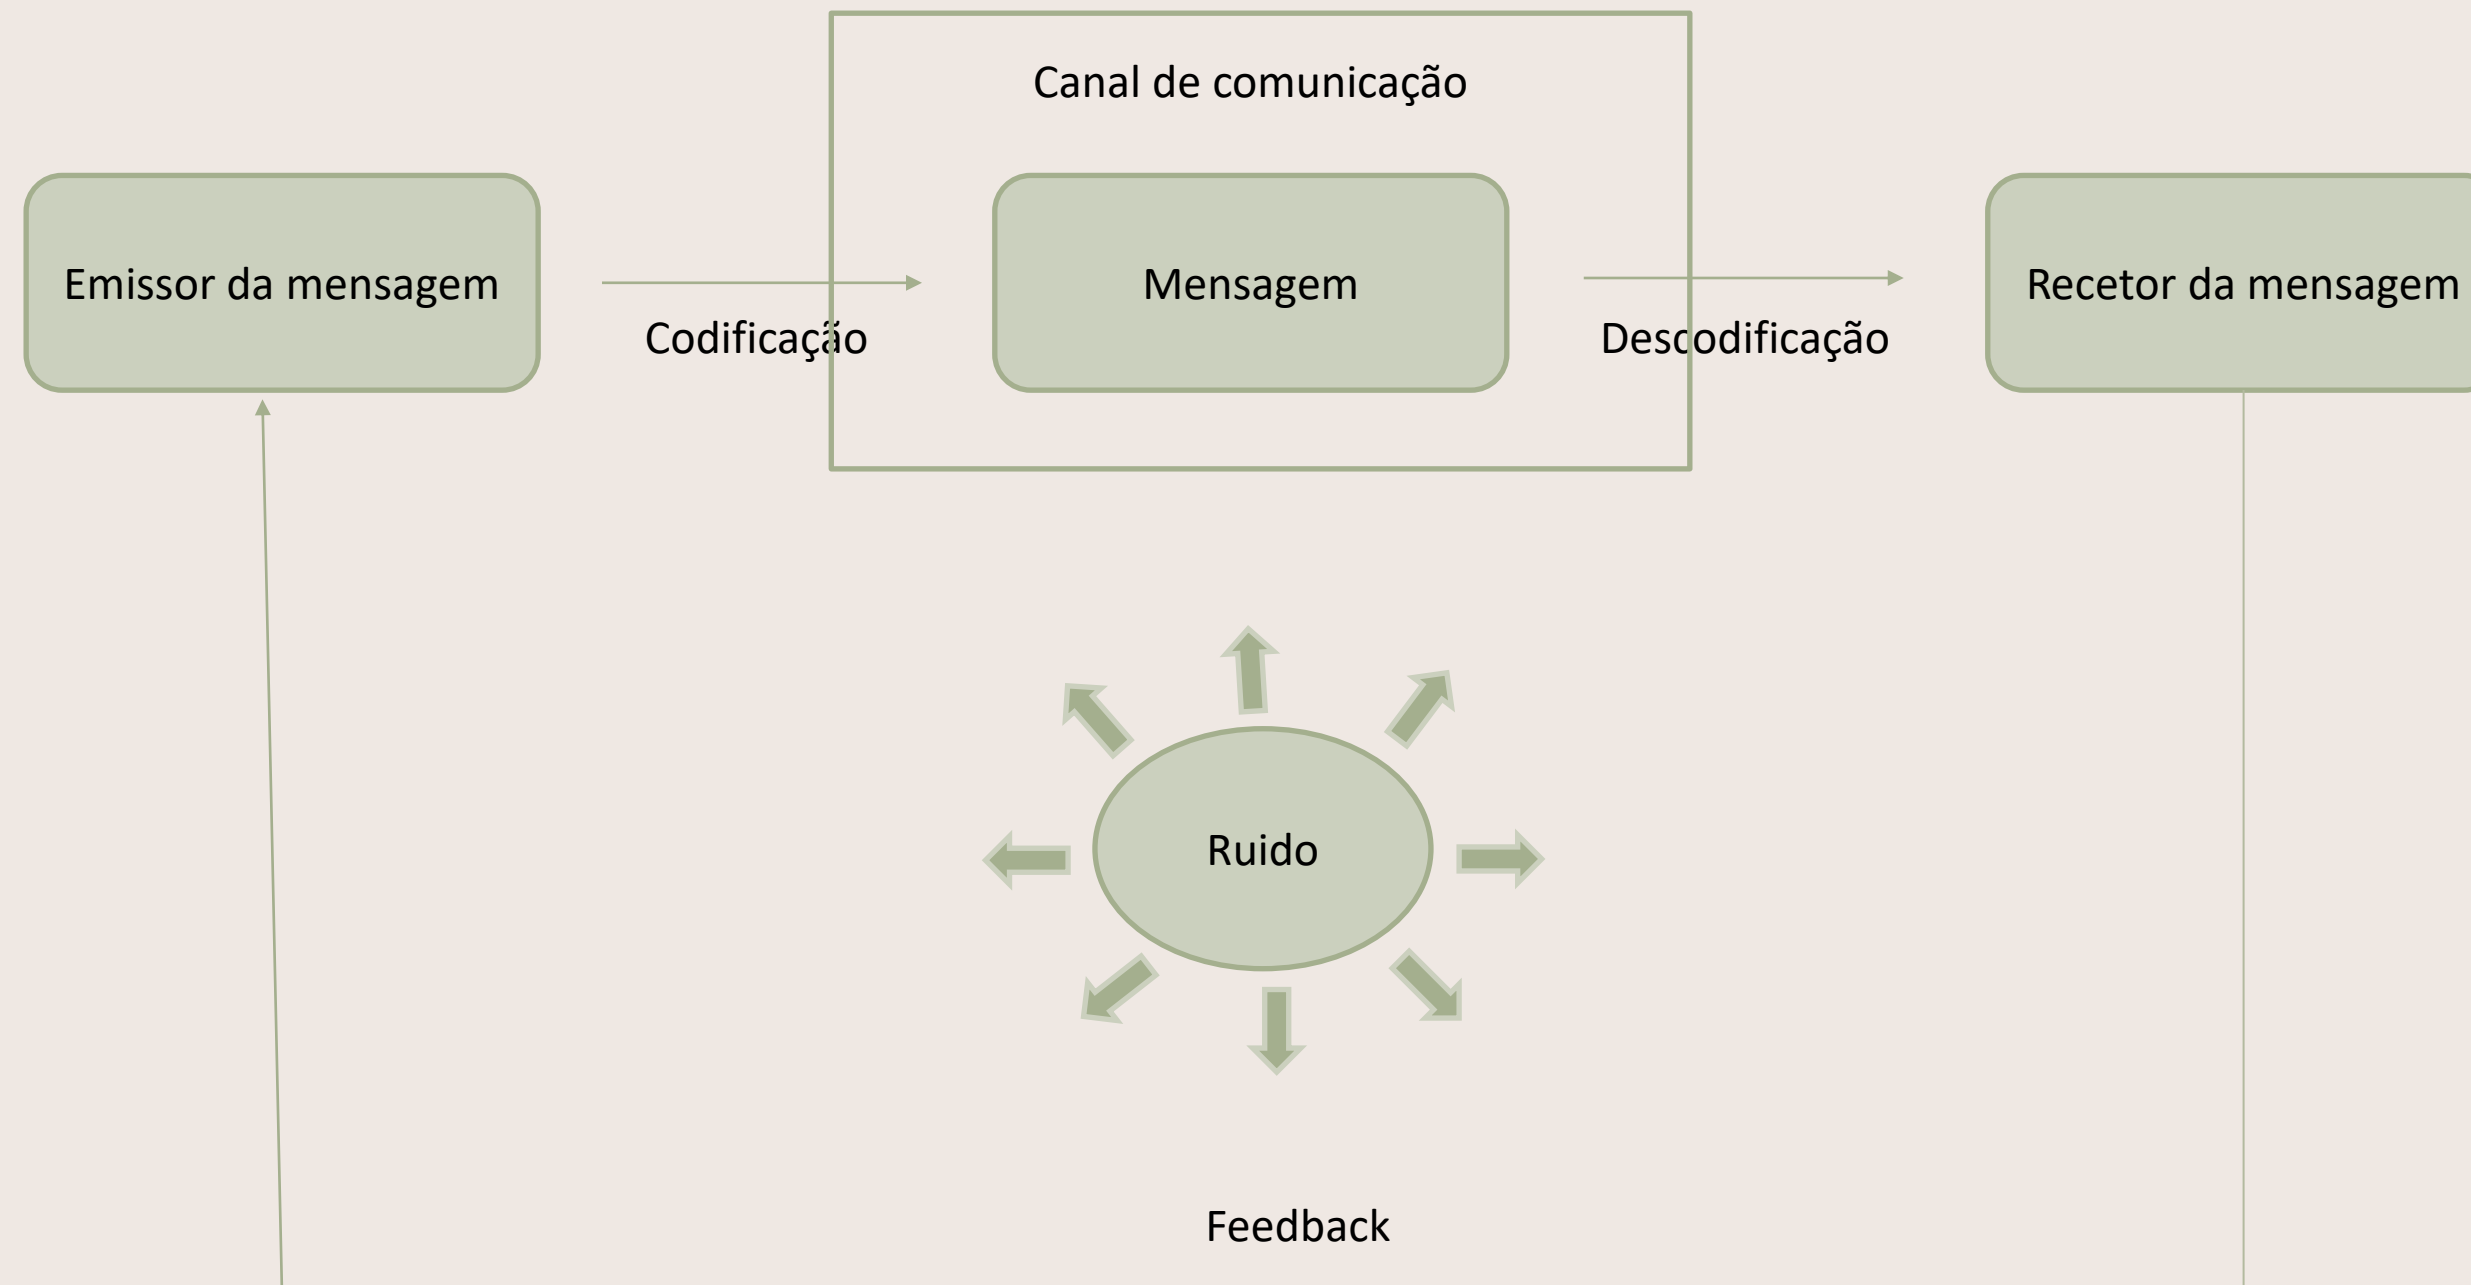 Canal de comunicação
Emissor da mensagem
Mensagem
Recetor da mensagem
Codificação
Descodificação
Ruido
Feedback